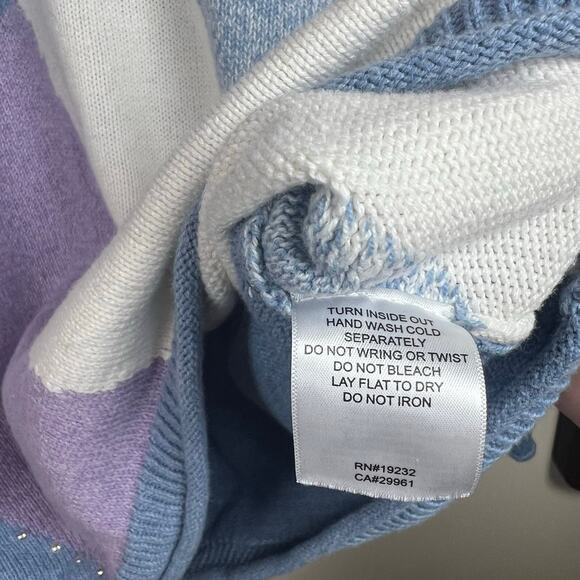 TURN INSIDE OUT
HAND WASH COLD
SEPARATELY
DO NOT WRING OR TWIST
DO NOT BLEACH
LAY FLAT TO DRY
DO NOT IRON
RN#19232
CA#29961